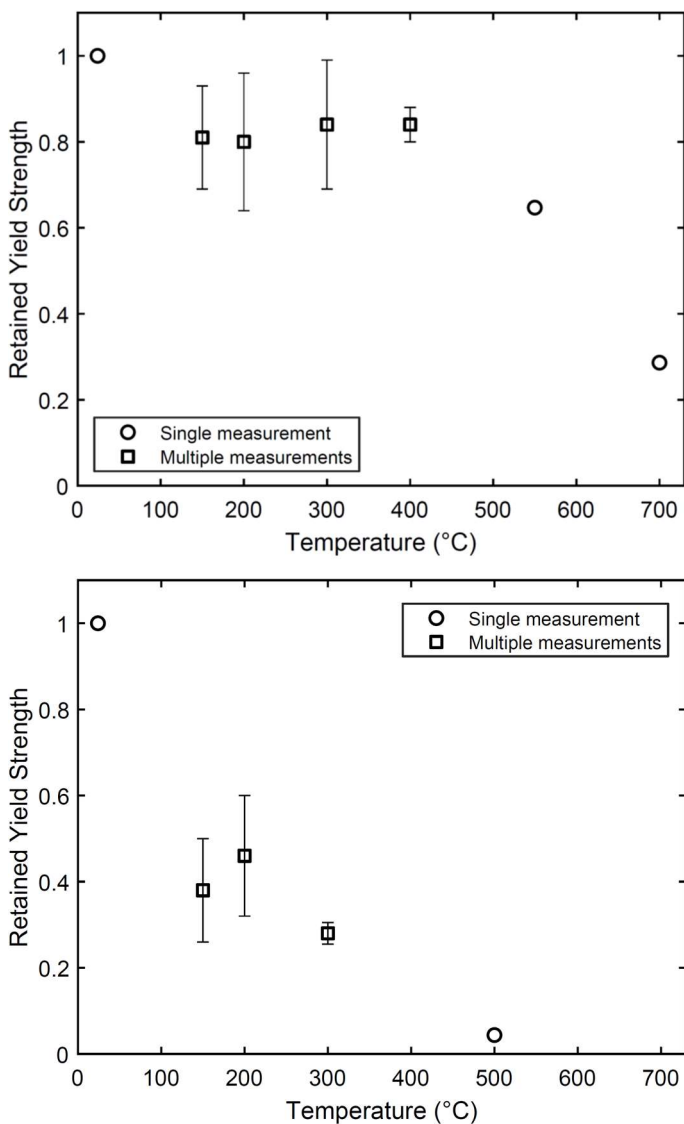 1
0.8
0.6
0.4
0.2
0
Retained Yield Strength
Single measurement
Multiple measurements
0 100 200 300 400 500 600 700
Temperature (°C)
Single measurement
Multiple measurements
1
0.8
0.6
0.4
0.2
0
Retained Yield Strength
0 100 200 300 400 500 600 700
Temperature (°C)